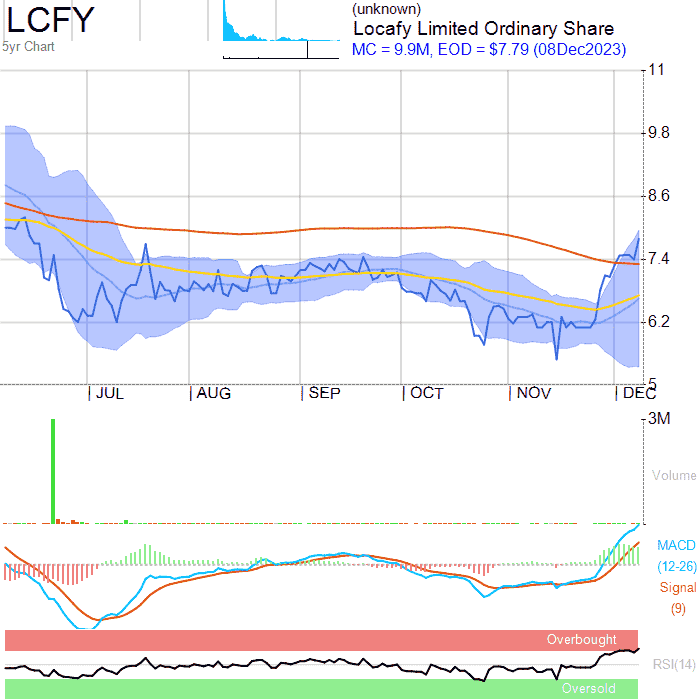 LCFY
5yr Chart
(unknown)
Locafy Limited Ordinary Share
MC = 9.9M, EOD = $7.79 (08Dec2023)
11
9.8
8.6
7.4
6.2
5
JUL AUG SEP OCT NOV DEC
3M
Volume
MACD
(12-26)
Signal
(9)
Overbought
RSI(14)
Oversold